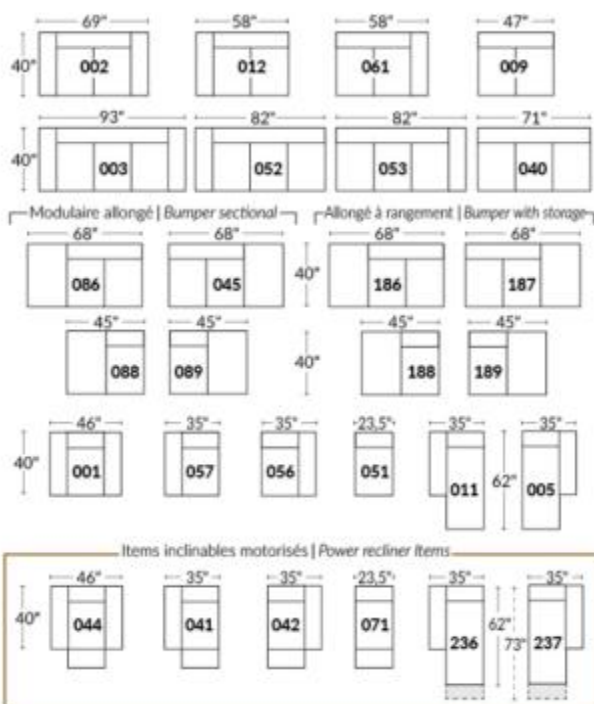 69" 58" 58" 47"
40" 002 012 061 009
93" 82" 82" 71"
40" 003 052 053 040
Modulaire allongé | Bumper sectional Allongé à rangement | Bumper with storage
68" 68" 68" 68"
086 045 40" 186 187
45" 45" 45" 45"
088 089 40" 188 189
46" 35" 35" 23,5" 35" 35"
40" 001 057 056 051 011 62" 005
Items inclinables motorisés | Power recliner Items
46" 35" 35" 23,5" 35" 35"
40" 044 041 042 071 236 62" 73" 237